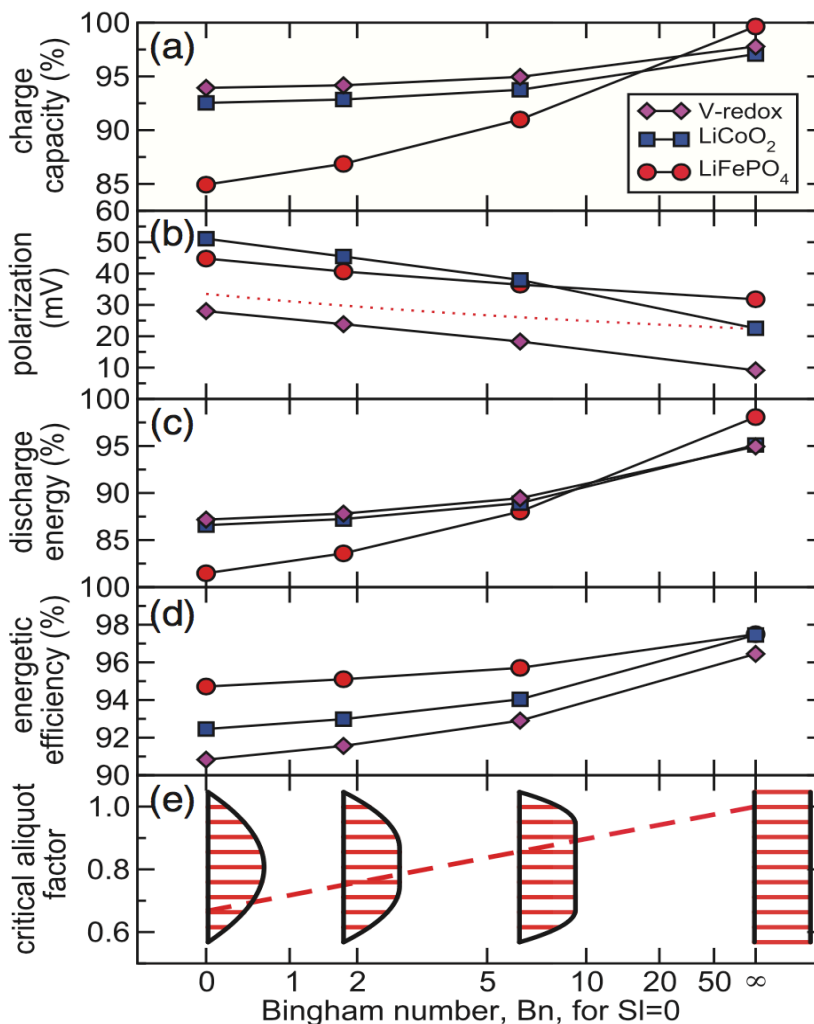 (a)
charge
capacity (%)
100
95
90
85
V-redox
LiCoO₂
LiFePO₄
(b)
polarization
(mV)
60
50
40
30
20
10
(c)
discharge
energy (%)
100
95
90
85
(d)
energetic
efficiency (%)
100
98
96
94
92
90
(e)
critical aliquot
factor
1.0
0.8
0.6
0 1 2 5 10 20 50 ∞
Bingham number, Bn, for Sl=0